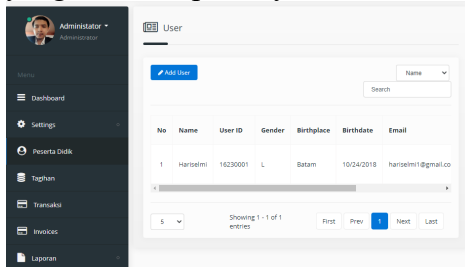 Administator
Administrator
User
Menu
Dashboard
Settings
Peserta Didik
Tagihan
Transaksi
Invoices
Laporan
Add User
Name
Search
No Name User ID Gender Birthplace Birthdate Email
1 Hariselmi 16230001 L Batam 10/24/2018 hariselmi1@gmail.co
5
Showing 1 - 1 of 1
entries
First Prev 1 Next Last